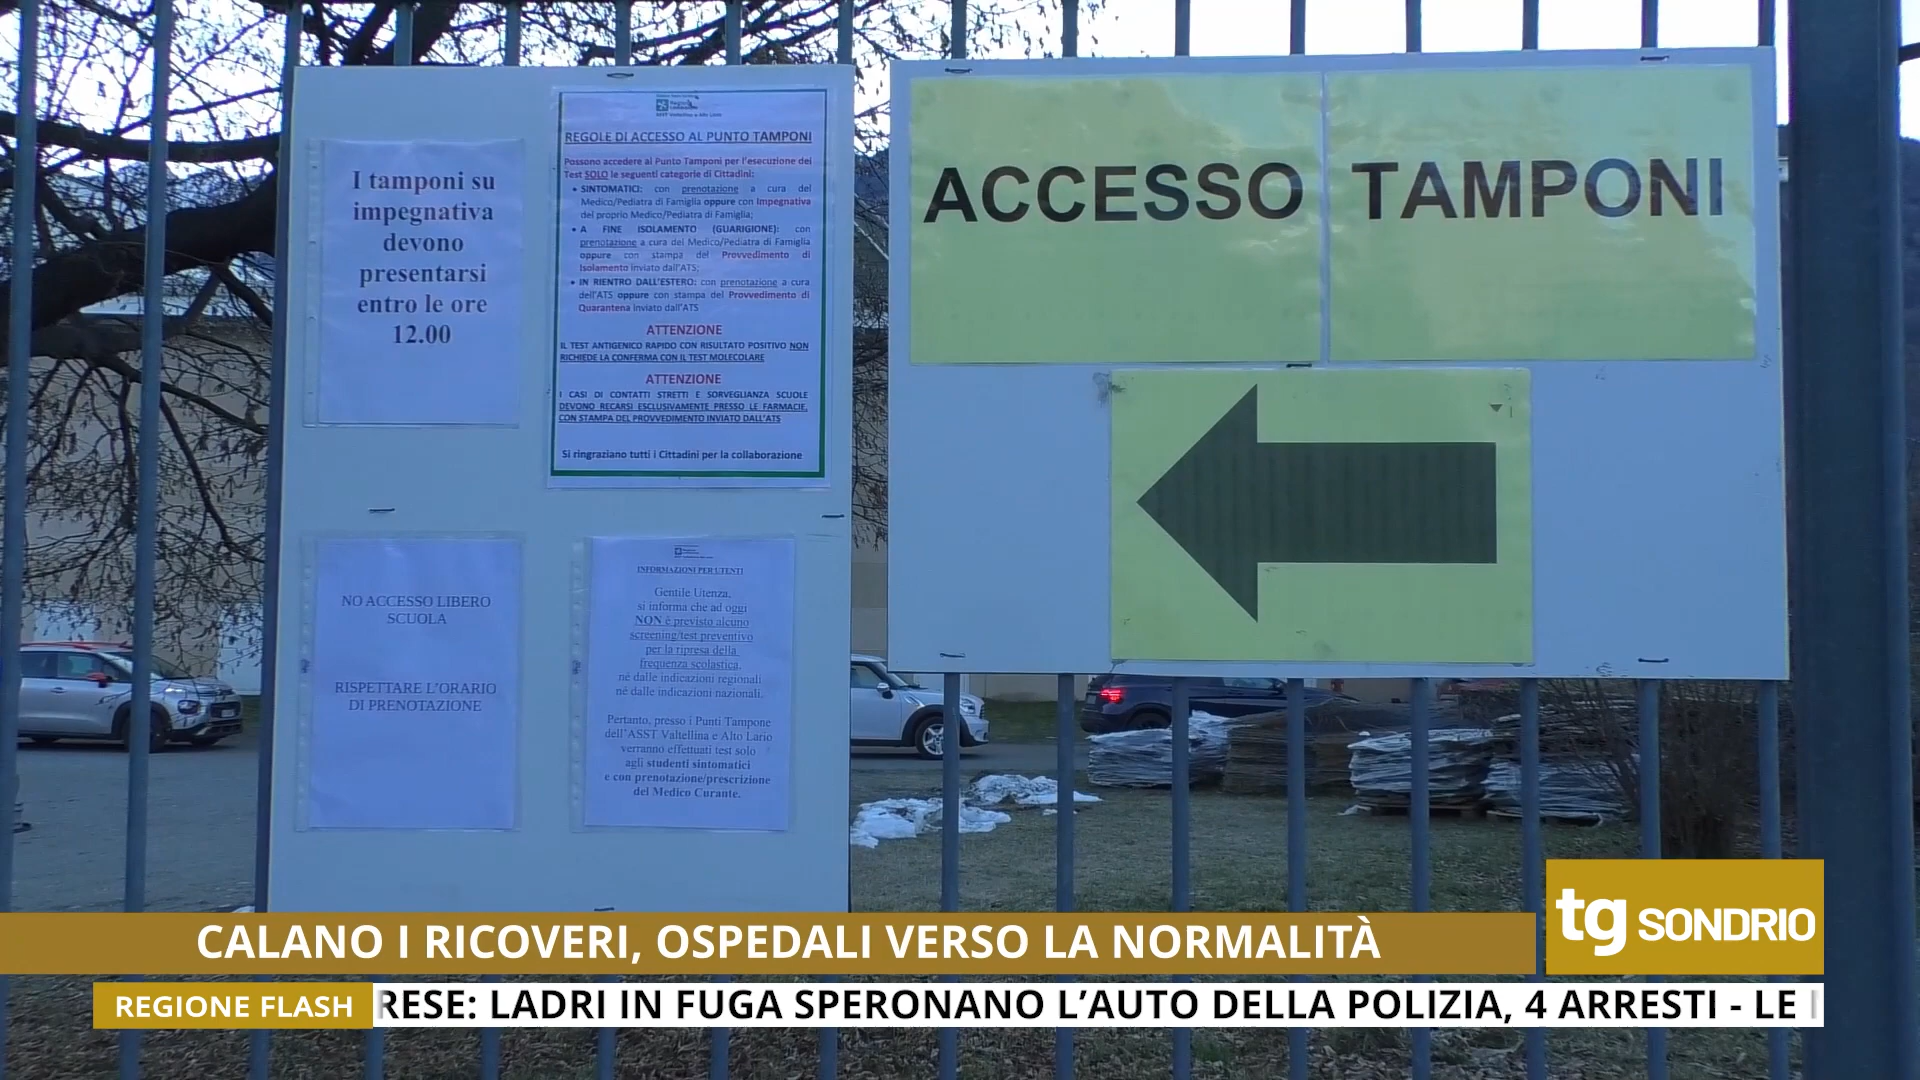 I tamponi su
impegnativa
devono
presentarsi
entro le ore
12.00
ASST Valtellina e Alto Lario
REGOLE DI ACCESSO AL PUNTO TAMPONI
Possono accedere al Punto Tamponi per l'esecuzione dei
Test SOLO le seguenti categorie di Cittadini:
• SINTOMATICI: con prenotazione a cura del
Medico/Pediatra di Famiglia oppure con Impegnativa
del proprio Medico/Pediatra di Famiglia;
• A FINE ISOLAMENTO (GUARIGIONE): con
prenotazione a cura del Medico/Pediatra di Famiglia
oppure con stampa del Provvedimento di
Isolamento inviato dall'ATS;
• IN RIENTRO DALL'ESTERO: con prenotazione a cura
dell'ATS oppure con stampa del Provvedimento di
Quarantena inviato dall'ATS
ATTENZIONE
IL TEST ANTIGENICO RAPIDO CON RISULTATO POSITIVO NON
RICHIEDE LA CONFERMA CON IL TEST MOLECOLARE
ATTENZIONE
I CASI DI CONTATTI STRETTI E SORVEGLIANZA SCUOLE
DEVONO RECARSI ESCLUSIVAMENTE PRESSO LE FARMACIE,
CON STAMPA DEL PROVVEDIMENTO INVIATO DALL'ATS
Si ringraziano tutti i Cittadini per la collaborazione
ACCESSO TAMPONI
NO ACCESSO LIBERO
SCUOLA
RISPETTARE L'ORARIO
DI PRENOTAZIONE
INFORMAZIONI PER UTENTI
Gentile Utenza,
si informa che ad oggi
NON è previsto alcuno
screening/test preventivo
per la ripresa della
frequenza scolastica,
né dalle indicazioni regionali
né dalle indicazioni nazionali.
Pertanto, presso i Punti Tampone
dell'ASST Valtellina e Alto Lario
verranno effettuati test solo
agli studenti sintomatici
e con prenotazione/prescrizione
del Medico Curante.
CALANO I RICOVERI, OSPEDALI VERSO LA NORMALITÀ
tg SONDRIO
REGIONE FLASH
RESE: LADRI IN FUGA SPERONANO L'AUTO DELLA POLIZIA, 4 ARRESTI - LE